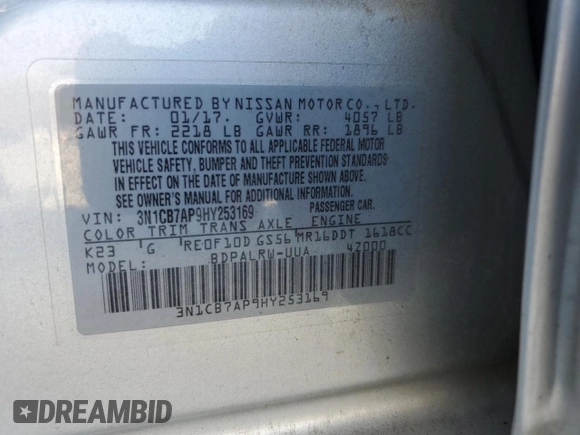 MANUFACTURED BY NISSAN MOTOR CO., LTD.
DATE: 01/17. GVWR: 4057 LB
GAWR FR: 2218 LB GAWR RR: 1896 LB
THIS VEHICLE CONFORMS TO ALL APPLICABLE FEDERAL MOTOR
VEHICLE SAFETY, BUMPER AND THEFT PREVENTION STANDARDS
IN EFFECT ON THE DATE OF MANUFACTURE SHOWN ABOVE.
SEE OWNER'S MANUAL FOR ADDITIONAL INFORMATION.
VIN: 3N1CB7AP9HY253169 PASSENGER CAR.
COLOR TRIM TRANS AXLE ENGINE
K23 G RE0F10D GS56 MR16DDT 1618CC
MODEL: BDPALRW-UUA 4Z000
3N1CB7AP9HY253169
DREAMBID